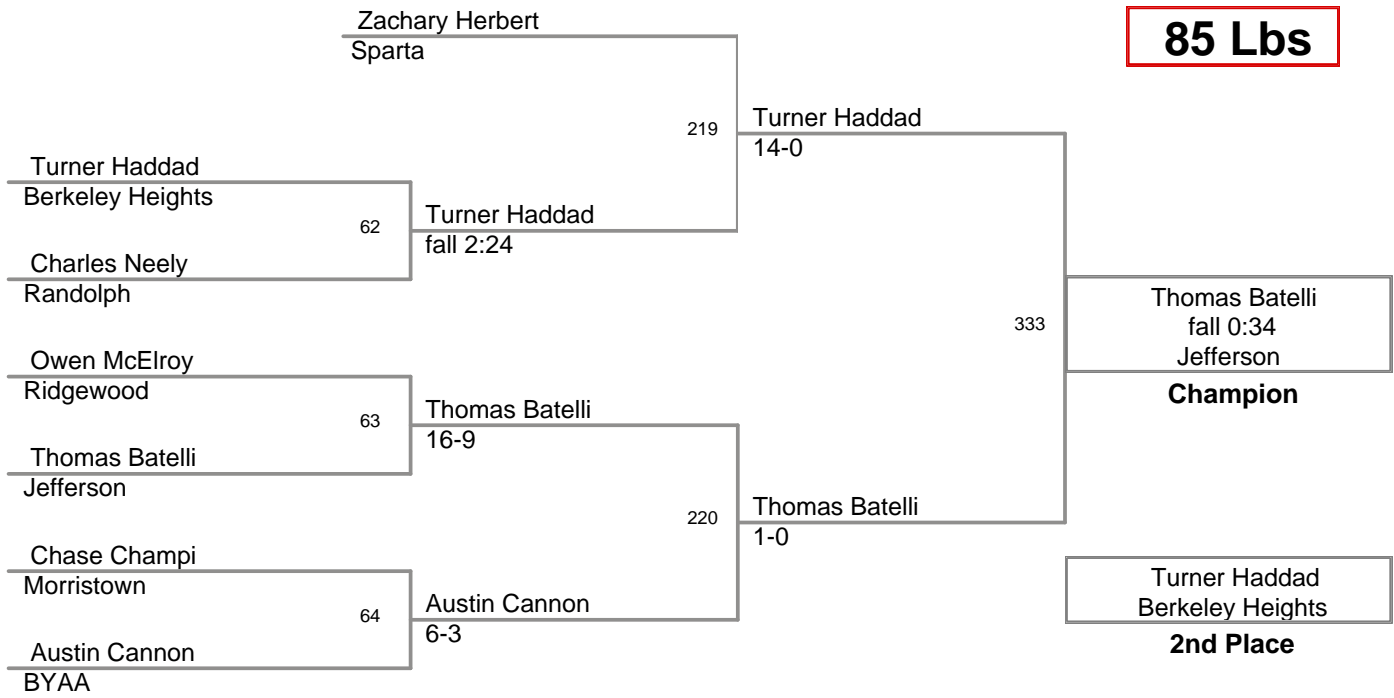 Zachary Herbert
Sparta
85 Lbs
219
Turner Haddad
14-0
Turner Haddad
Berkeley Heights
62
Turner Haddad
fall 2:24
Charles Neely
Randolph
333
Thomas Batelli
fall 0:34
Jefferson
Champion
Owen McElroy
Ridgewood
63
Thomas Batelli
16-9
Thomas Batelli
Jefferson
220
Thomas Batelli
1-0
Chase Champi
Morristown
64
Austin Cannon
6-3
Austin Cannon
BYAA
Turner Haddad
Berkeley Heights
2nd Place